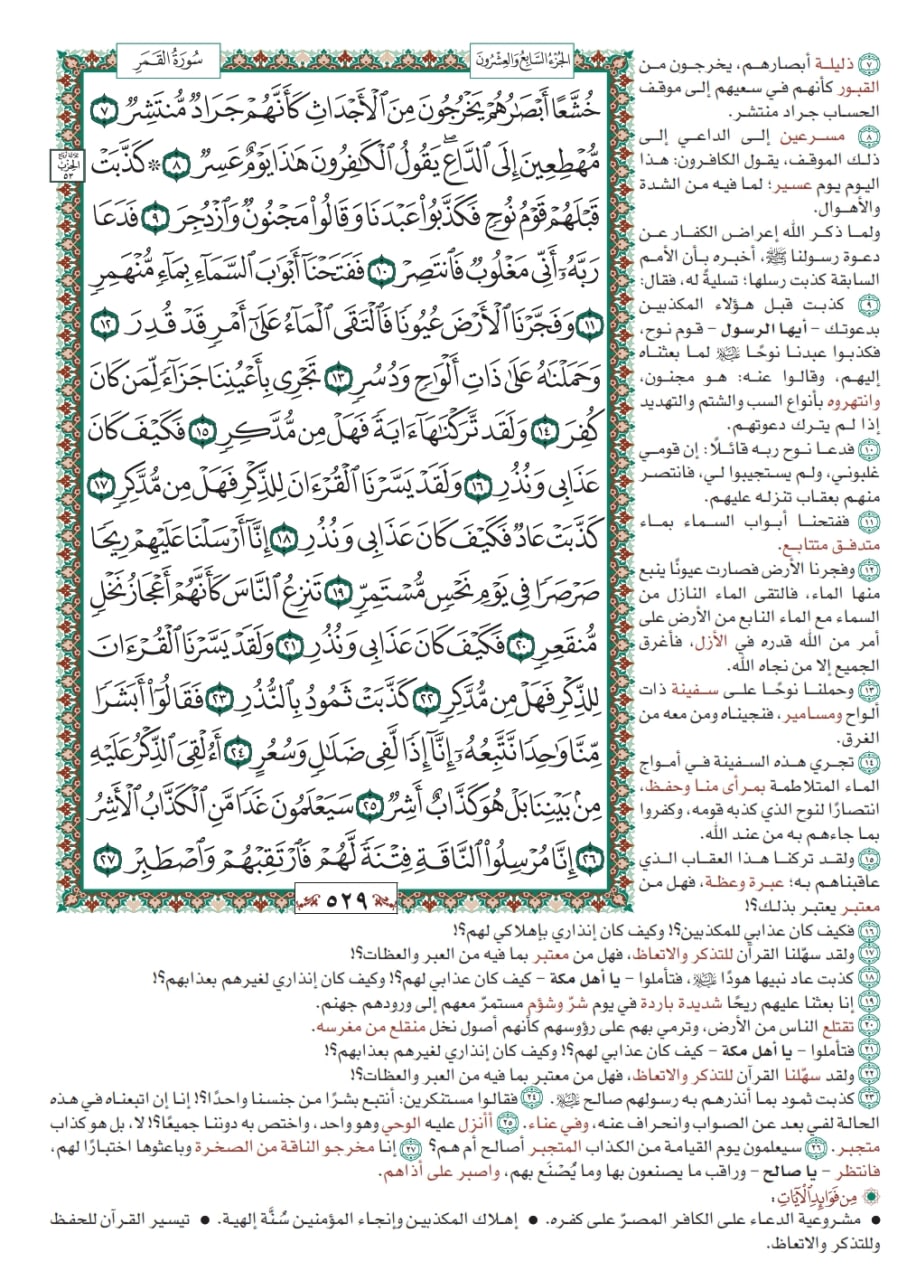 سُورَةُ القَمَرِ
الجُزْءُ السَّابِعُ وَالعِشْرُونَ
خُشَّعًا أَبْصَٰرُهُمْ يَخْرُجُونَ مِنَ ٱلْأَجْدَاثِ كَأَنَّهُمْ جَرَادٌ مُّنتَشِرٌ ٧
مُّهْطِعِينَ إِلَى ٱلدَّاعِۖ يَقُولُ ٱلْكَٰفِرُونَ هَٰذَا يَوْمٌ عَسِرٌ ٨ ۞ كَذَّبَتْ
قَبْلَهُمْ قَوْمُ نُوحٍ فَكَذَّبُوا۟ عَبْدَنَا وَقَالُوا۟ مَجْنُونٌ وَٱزْدُجِرَ ٩ فَدَعَا
رَبَّهُۥٓ أَنِّى مَغْلُوبٌ فَٱنتَصِرْ ١٠ فَفَتَحْنَآ أَبْوَٰبَ ٱلسَّمَآءِ بِمَآءٍ مُّنْهَمِرٍ
١١ وَفَجَّرْنَا ٱلْأَرْضَ عُيُونًا فَٱلْتَقَى ٱلْمَآءُ عَلَىٰٓ أَمْرٍ قَدْ قُدِرَ ١٢
وَحَمَلْنَٰهُ عَلَىٰ ذَاتِ أَلْوَٰحٍ وَدُسُرٍ ١٣ تَجْرِى بِأَعْيُنِنَا جَزَآءً لِّمَن كَانَ
كُفِرَ ١٤ وَلَقَد تَّرَكْنَٰهَآ ءَايَةً فَهَلْ مِن مُّدَّكِرٍ ١٥ فَكَيْفَ كَانَ
عَذَابِى وَنُذُرِ ١٦ وَلَقَدْ يَسَّرْنَا ٱلْقُرْءَانَ لِلذِّكْرِ فَهَلْ مِن مُّدَّكِرٍ ١٧
كَذَّبَتْ عَادٌ فَكَيْفَ كَانَ عَذَابِى وَنُذُرِ ١٨ إِنَّآ أَرْسَلْنَا عَلَيْهِمْ رِيحًا
صَرْصَرًا فِى يَوْمِ نَحْسٍ مُّسْتَمِرٍّ ١٩ تَنزِعُ ٱلنَّاسَ كَأَنَّهُمْ أَعْجَازُ نَخْلٍ
مُّنقَعِرٍ ٢٠ فَكَيْفَ كَانَ عَذَابِى وَنُذُرِ ٢١ وَلَقَدْ يَسَّرْنَا ٱلْقُرْءَانَ
لِلذِّكْرِ فَهَلْ مِن مُّدَّكِرٍ ٢٢ كَذَّبَتْ ثَمُودُ بِٱلنُّذُرِ ٢٣ فَقَالُوٓا۟ أَبَشَرًا
مِّنَّا وَٰحِدًا نَّتَّبِعُهُۥٓ إِنَّآ إِذًا لَّفِى ضَلَٰلٍ وَسُعُرٍ ٢٤ أَءُلْقِىَ ٱلذِّكْرُ عَلَيْهِ
مِنۢ بَيْنِنَا بَلْ هُوَ كَذَّابٌ أَشِرٌ ٢٥ سَيَعْلَمُونَ غَدًا مَّنِ ٱلْكَذَّابُ ٱلْأَشِرُ
٢٦ إِنَّا مُرْسِلُوا۟ ٱلنَّاقَةِ فِتْنَةً لَّهُمْ فَٱرْتَقِبْهُمْ وَٱصْطَبِرْ ٢٧
٥٢٩
٧ ذليلة أبصارهم، يخرجون من
القبور كأنهم في سعيهم إلى موقف
الحساب جراد منتشر.
٨ مسرعين إلى الداعي إلى
ذلك الموقف، يقول الكافرون: هذا
اليوم يوم عسير؛ لما فيه من الشدة
والأهوال.
ولما ذكر الله إعراض الكفار عن
دعوة رسولنا ﷺ، أخبره بأن الأمم
السابقة كذبت رسلها؛ تسليةً له، فقال:
٩ كذبت قبل هؤلاء المكذبين
بدعوتك – أيها الرسول – قوم نوح،
فكذبوا عبدنا نوحًا عليه السلام لما بعثناه
إليهم، وقالوا عنه: هو مجنون،
وانتهروه بأنواع السب والشتم والتهديد
إذا لم يترك دعوتهم.
١٠ فدعا نوح ربه قائلًا: إن قومي
غلبوني، ولم يستجيبوا لي، فانتصر
منهم بعقاب تنزله عليهم.
١١ ففتحنا أبواب السماء بماء
متدفق متتابع.
١٢ وفجرنا الأرض فصارت عيونًا ينبع
منها الماء، فالتقى الماء النازل من
السماء مع الماء النابع من الأرض على
أمر من الله قدره في الأزل، فأغرق
الجميع إلا من نجاه الله.
١٣ وحملنا نوحًا على سفينة ذات
ألواح ومسامير، فنجيناه ومن معه من
الغرق.
١٤ تجري هذه السفينة في أمواج
الماء المتلاطمة بمرأى منا وحفظ،
انتصارًا لنوح الذي كذبه قومه، وكفروا
بما جاءهم به من عند الله.
١٥ ولقد تركنا هذا العقاب الذي
عاقبناهم به؛ عبرة وعظة، فهل من
معتبر يعتبر بذلك؟!
١٦ فكيف كان عذابي للمكذبين؟! وكيف كان إنذاري بإهلاكي لهم؟!
١٧ ولقد سهّلنا القرآن للتذكر والاتعاظ، فهل من معتبر بما فيه من العبر والعظات؟!
١٨ كذبت عاد نبيها هودًا عليه السلام، فتأملوا – يا أهل مكة – كيف كان عذابي لهم؟! وكيف كان إنذاري لغيرهم بعذابهم؟!
١٩ إنا بعثنا عليهم ريحًا شديدة باردة في يوم شرّ وشؤم مستمرّ معهم إلى ورودهم جهنم.
٢٠ تقتلع الناس من الأرض، وترمي بهم على رؤوسهم كأنهم أصول نخل منقلع من مغرسه.
٢١ فتأملوا – يا أهل مكة – كيف كان عذابي لهم؟! وكيف كان إنذاري لغيرهم بعذابهم؟!
٢٢ ولقد سهّلنا القرآن للتذكر والاتعاظ، فهل من معتبر بما فيه من العبر والعظات؟!
٢٣ كذبت ثمود بما أنذرهم به رسولهم صالح عليه السلام. ٢٤ فقالوا مستنكرين: أنتبع بشرًا من جنسنا واحدًا؟! إنا إن اتبعناه في هذه
الحالة لفي بعد عن الصواب وانحراف عنه، وفي عناء. ٢٥ أأنزل عليه الوحي وهو واحد، واختص به دوننا جميعًا؟! لا، بل هو كذاب
متجبر. ٢٦ سيعلمون يوم القيامة من الكذاب المتجبر أصالح أم هم؟ ٢٧ إنا مخرجو الناقة من الصخرة وباعثوها اختبارًا لهم،
فانتظر – يا صالح – وراقب ما يصنعون بها وما يُصْنَع بهم، واصبر على أذاهم.
مِن فَوَائِدِ الآيَاتِ:
• مشروعية الدعاء على الكافر المصرّ على كفره. • إهلاك المكذبين وإنجاء المؤمنين سُنَّة إلهية. • تيسير القرآن للحفظ
وللتذكر والاتعاظ.